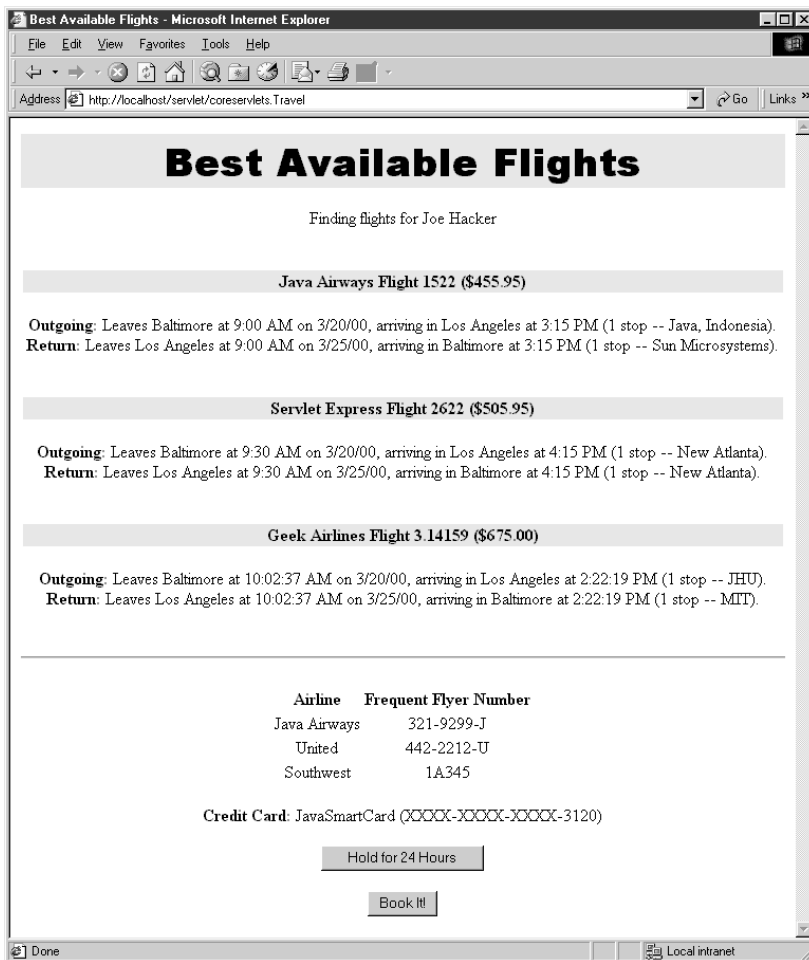 Best Available Flights - Microsoft Internet Explorer
File Edit View Favorites Tools Help
Address http://localhost/servlet/coreservlets.Travel Go Links »
Best Available Flights
Finding flights for Joe Hacker
Java Airways Flight 1522 ($455.95)
Outgoing: Leaves Baltimore at 9:00 AM on 3/20/00, arriving in Los Angeles at 3:15 PM (1 stop -- Java, Indonesia).
Return: Leaves Los Angeles at 9:00 AM on 3/25/00, arriving in Baltimore at 3:15 PM (1 stop -- Sun Microsystems).
Servlet Express Flight 2622 ($505.95)
Outgoing: Leaves Baltimore at 9:30 AM on 3/20/00, arriving in Los Angeles at 4:15 PM (1 stop -- New Atlanta).
Return: Leaves Los Angeles at 9:30 AM on 3/25/00, arriving in Baltimore at 4:15 PM (1 stop -- New Atlanta).
Geek Airlines Flight 3.14159 ($675.00)
Outgoing: Leaves Baltimore at 10:02:37 AM on 3/20/00, arriving in Los Angeles at 2:22:19 PM (1 stop -- JHU).
Return: Leaves Los Angeles at 10:02:37 AM on 3/25/00, arriving in Baltimore at 2:22:19 PM (1 stop -- MIT).
Airline Frequent Flyer Number
Java Airways 321-9299-J
United 442-2212-U
Southwest 1A345
Credit Card: JavaSmartCard (XXXX-XXXX-XXXX-3120)
Hold for 24 Hours
Book It!
Done Local intranet